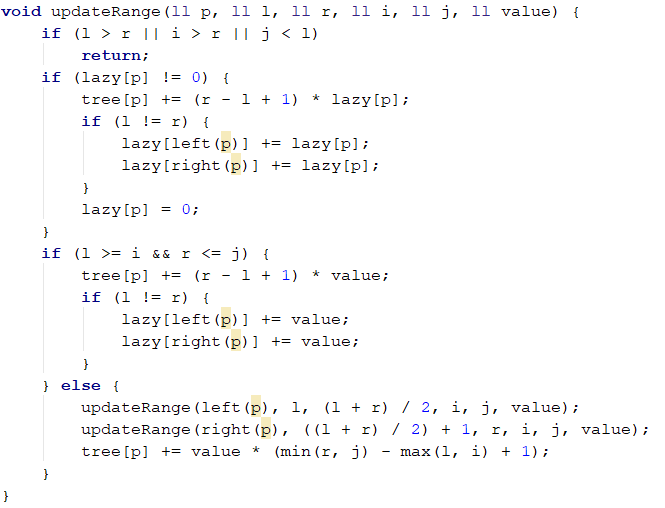 void updateRange(ll p, ll l, ll r, ll i, ll j, ll value) {
    if (l > r || i > r || j < l)
        return;
    if (lazy[p] != 0) {
        tree[p] += (r - l + 1) * lazy[p];
        if (l != r) {
            lazy[left(p)] += lazy[p];
            lazy[right(p)] += lazy[p];
        }
        lazy[p] = 0;
    }
    if (l >= i && r <= j) {
        tree[p] += (r - l + 1) * value;
        if (l != r) {
            lazy[left(p)] += value;
            lazy[right(p)] += value;
        }
    } else {
        updateRange(left(p), l, (l + r) / 2, i, j, value);
        updateRange(right(p), ((l + r) / 2) + 1, r, i, j, value);
        tree[p] += value * (min(r, j) - max(l, i) + 1);
    }
}